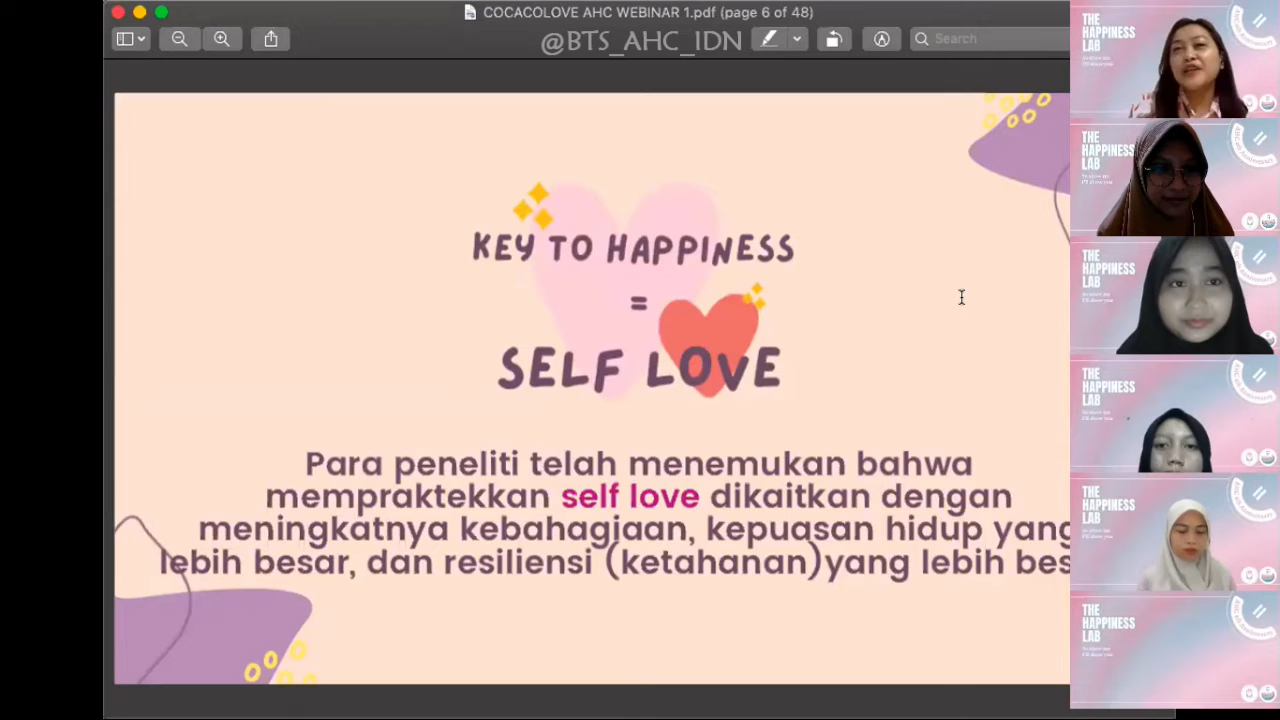 COCACOLOVE AHC WEBINAR 1.pdf (page 6 of 48)
@BTS_AHC_IDN
Search
KEY TO HAPPINESS
=
SELF LOVE
Para peneliti telah menemukan bahwa
mempraktekkan self love dikaitkan dengan
meningkatnya kebahagiaan, kepuasan hidup yang
lebih besar, dan resiliensi (ketahanan)yang lebih bes
THE
HAPPINESS
LAB
THE
HAPPINESS
LAB
THE
HAPPINESS
LAB
THE
HAPPINESS
LAB
THE
HAPPINESS
LAB
THE
HAPPINESS
LAB